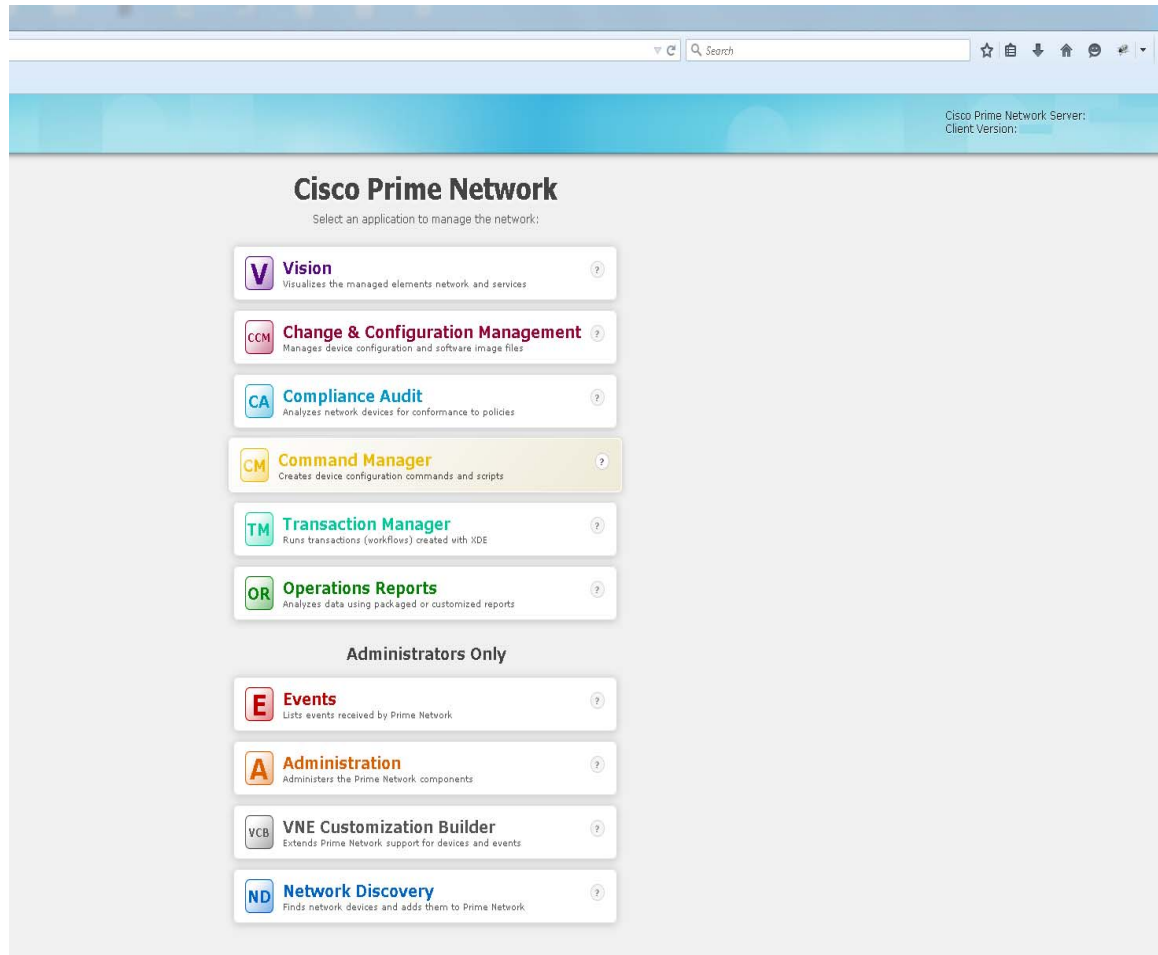 Search
Cisco Prime Network Server:
Client Version:
Cisco Prime Network
Select an application to manage the network:
V
Vision
?
Visualizes the managed elements network and services
CCM
Change & Configuration Management
?
Manages device configuration and software image files
CA
Compliance Audit
?
Analyzes network devices for conformance to policies
CM
Command Manager
?
Creates device configuration commands and scripts
TM
Transaction Manager
?
Runs transactions (workflows) created with XDE
OR
Operations Reports
?
Analyzes data using packaged or customized reports
Administrators Only
E
Events
?
Lists events received by Prime Network
A
Administration
?
Administers the Prime Network components
VCB
VNE Customization Builder
?
Extends Prime Network support for devices and events
ND
Network Discovery
?
Finds network devices and adds them to Prime Network